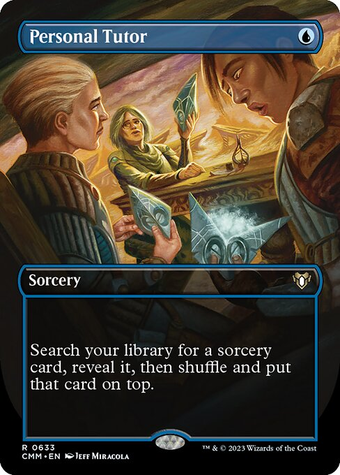 Personal Tutor
Sorcery
Search your library for a sorcery
card, reveal it, then shuffle and put
that card on top.
R 0633
CMM • EN Jeff Miracola
™ & © 2023 Wizards of the Coast